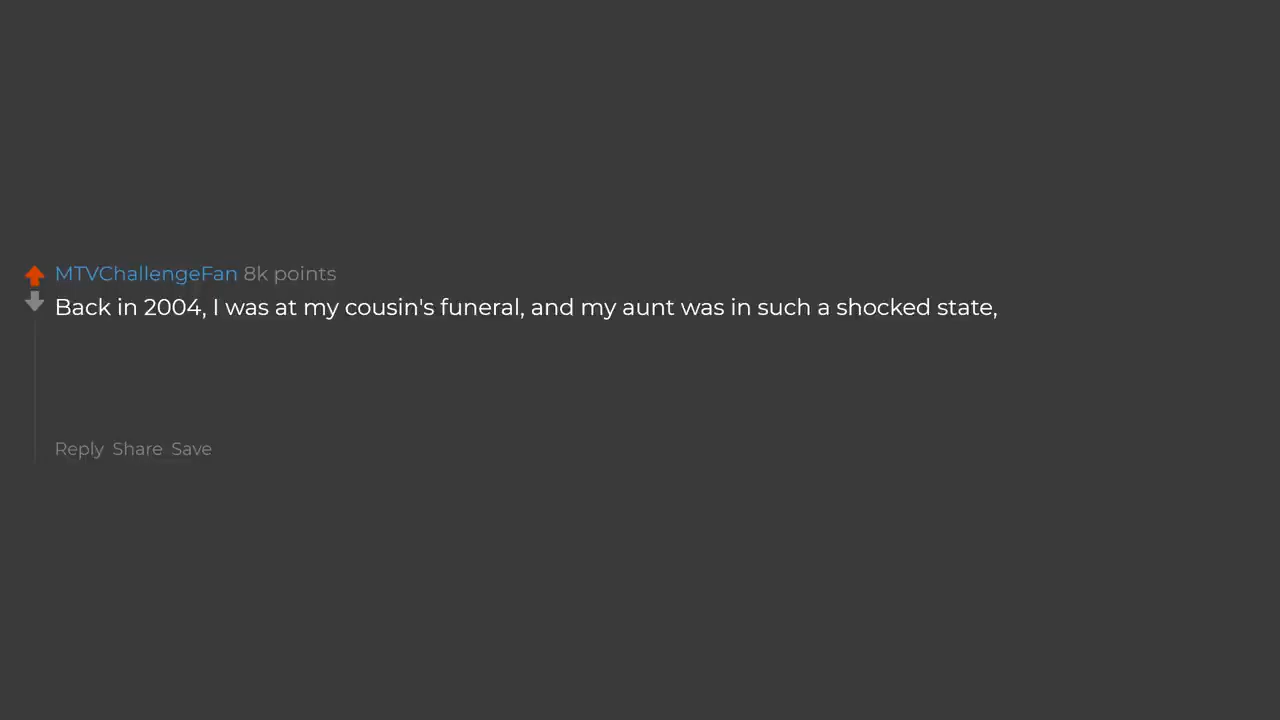 MTVChallengeFan 8k points
Back in 2004, I was at my cousin's funeral, and my aunt was in such a shocked state,
Reply Share Save